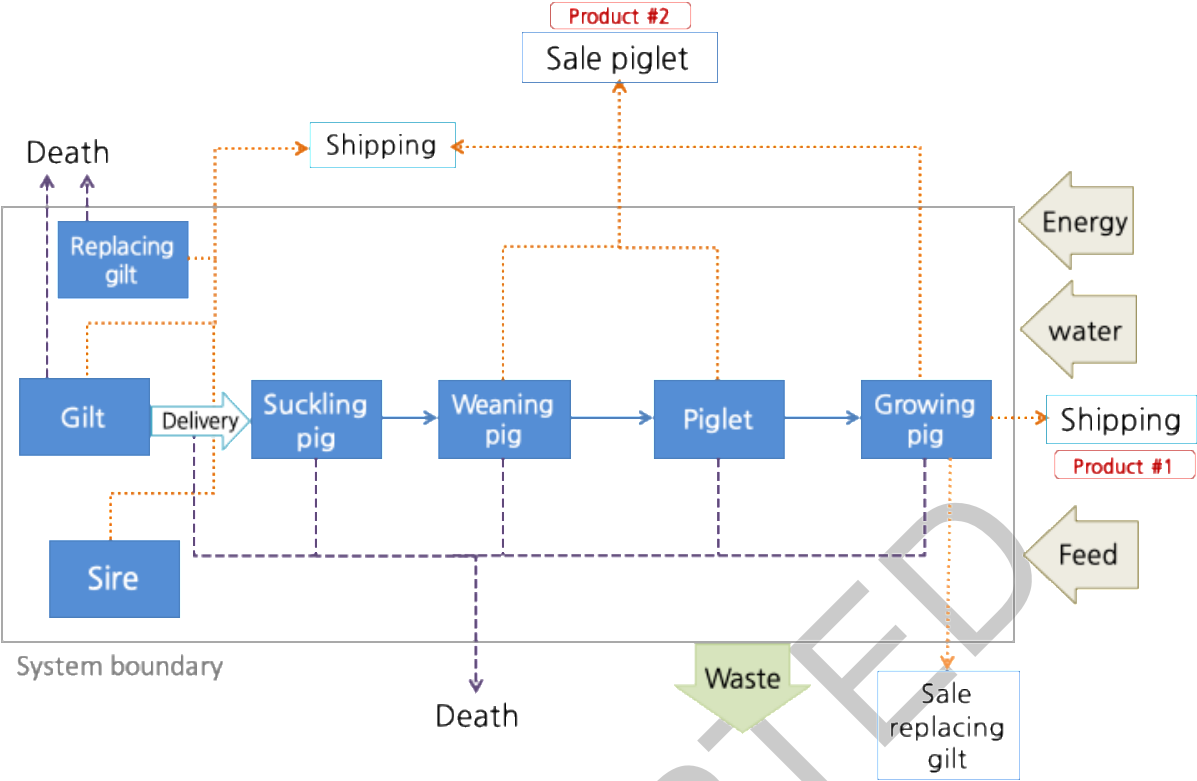 Product #2
Sale piglet
Shipping
Death
Replacing
gilt
Energy
water
Gilt
Delivery
Suckling
pig
Weaning
pig
Piglet
Growing
pig
Shipping
Product #1
Sire
Feed
System boundary
Waste
Death
Sale
replacing
gilt
TED